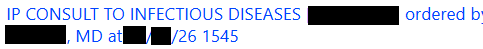 IP CONSULT TO INFECTIOUS DISEASES ordered by
, MD at / /26 1545